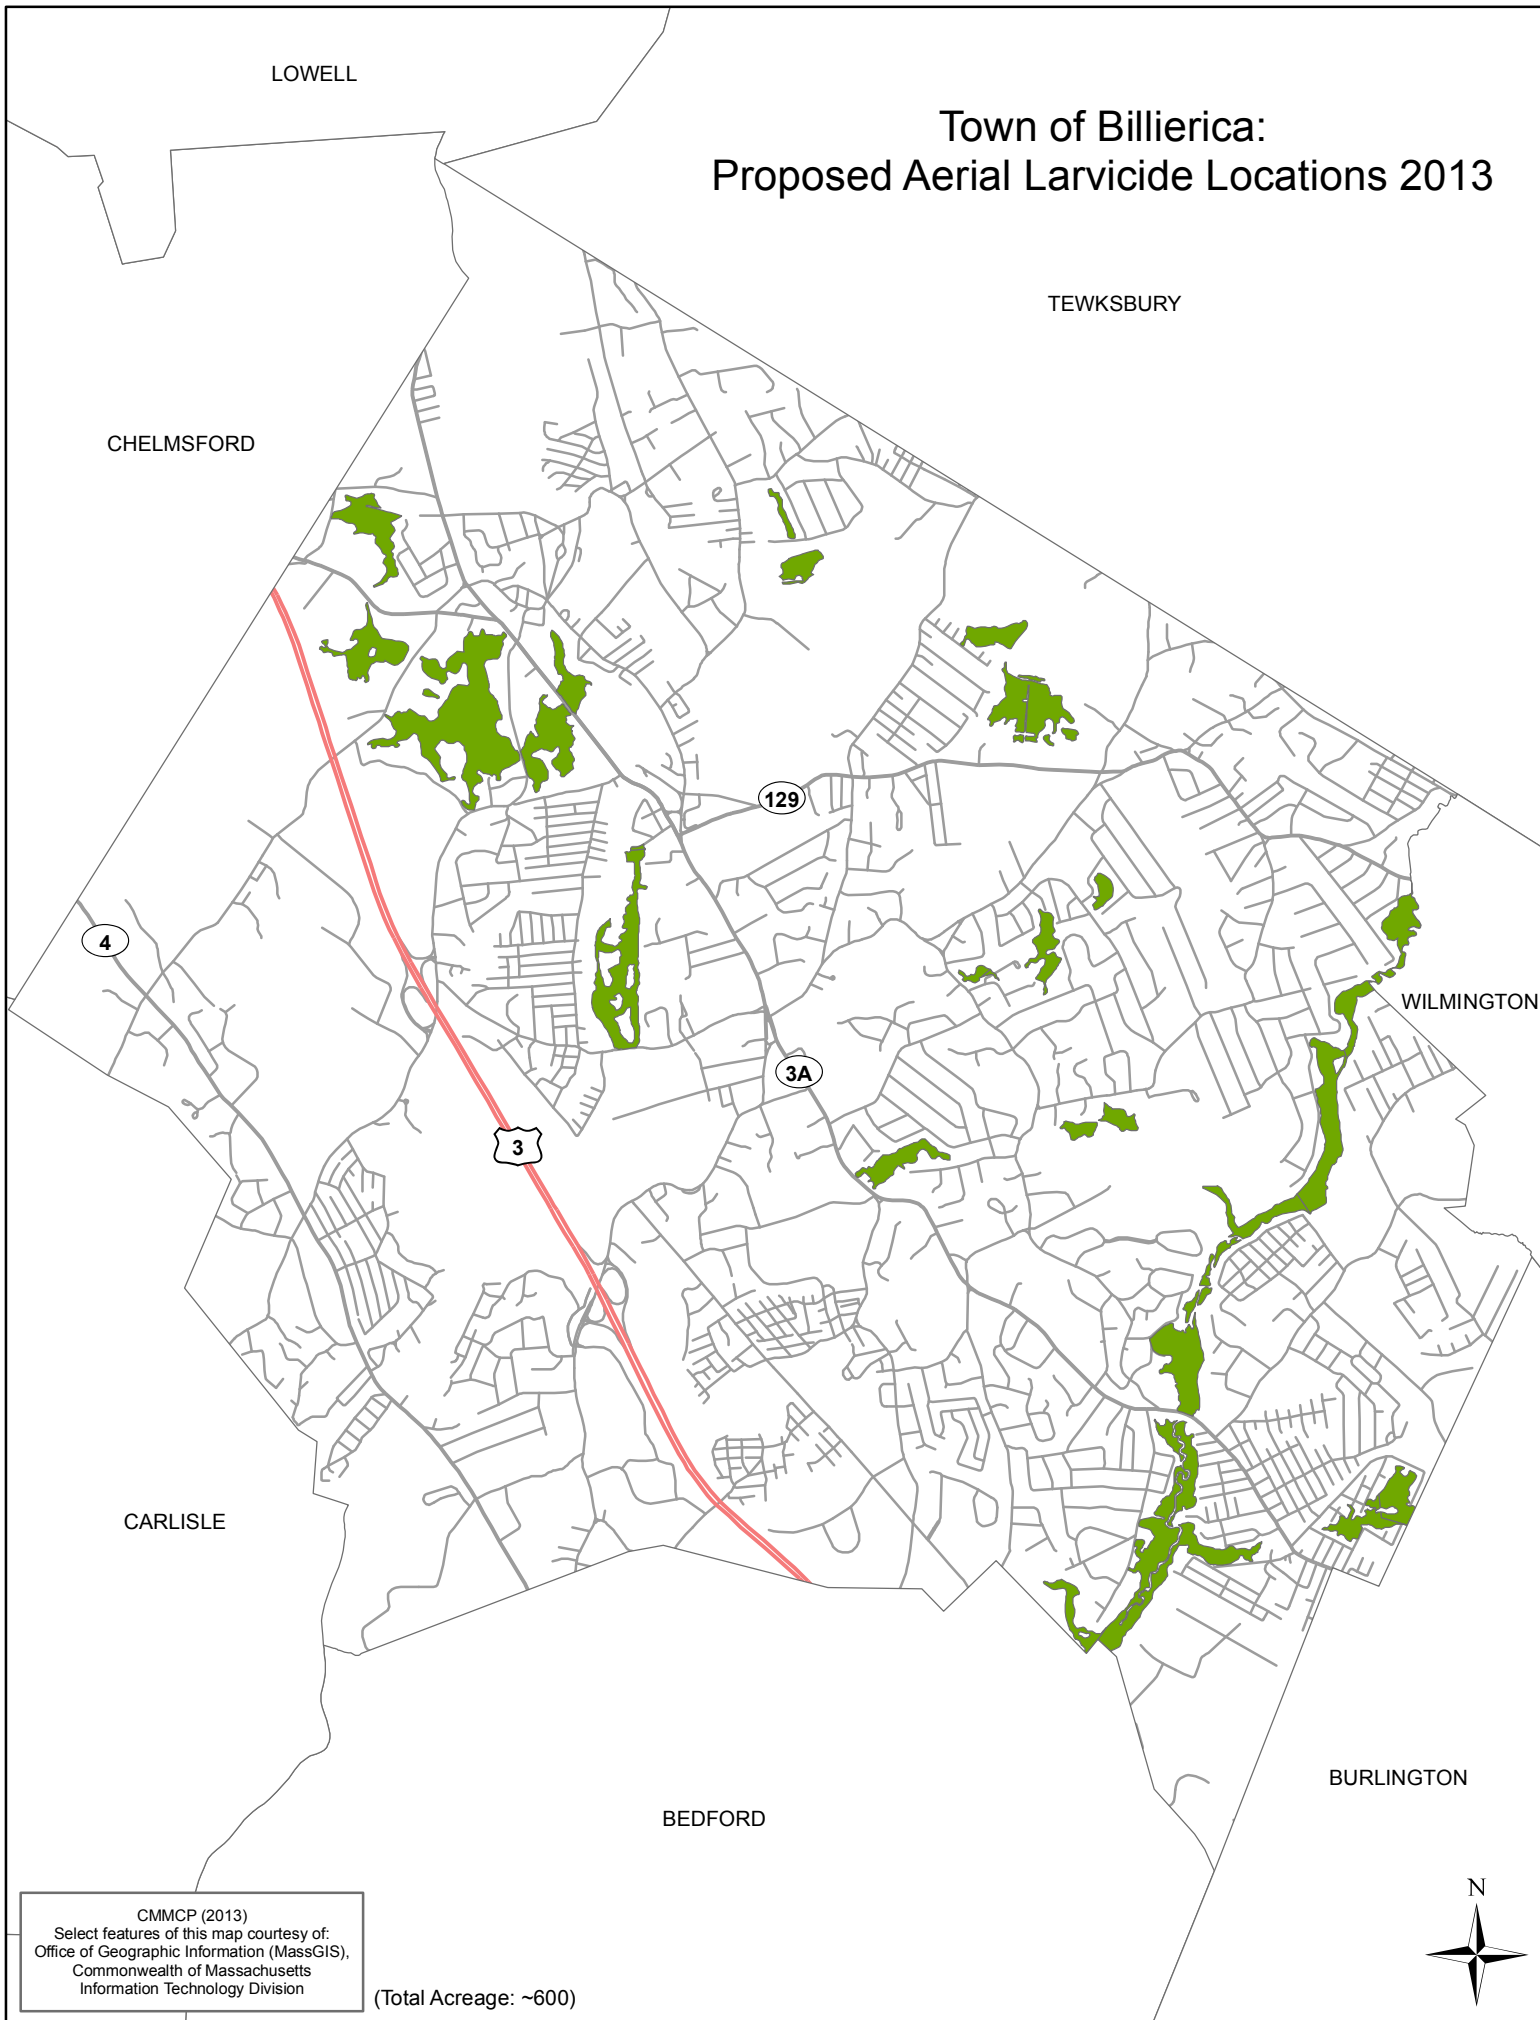 LOWELL
Town of Billierica:
Proposed Aerial Larvicide Locations 2013
TEWKSBURY
CHELMSFORD
129
4
WILMINGTON
3A
3
CARLISLE
BURLINGTON
BEDFORD
N
CMMCP (2013)
Select features of this map courtesy of:
Office of Geographic Information (MassGIS),
Commonwealth of Massachusetts
Information Technology Division
(Total Acreage: ~600)